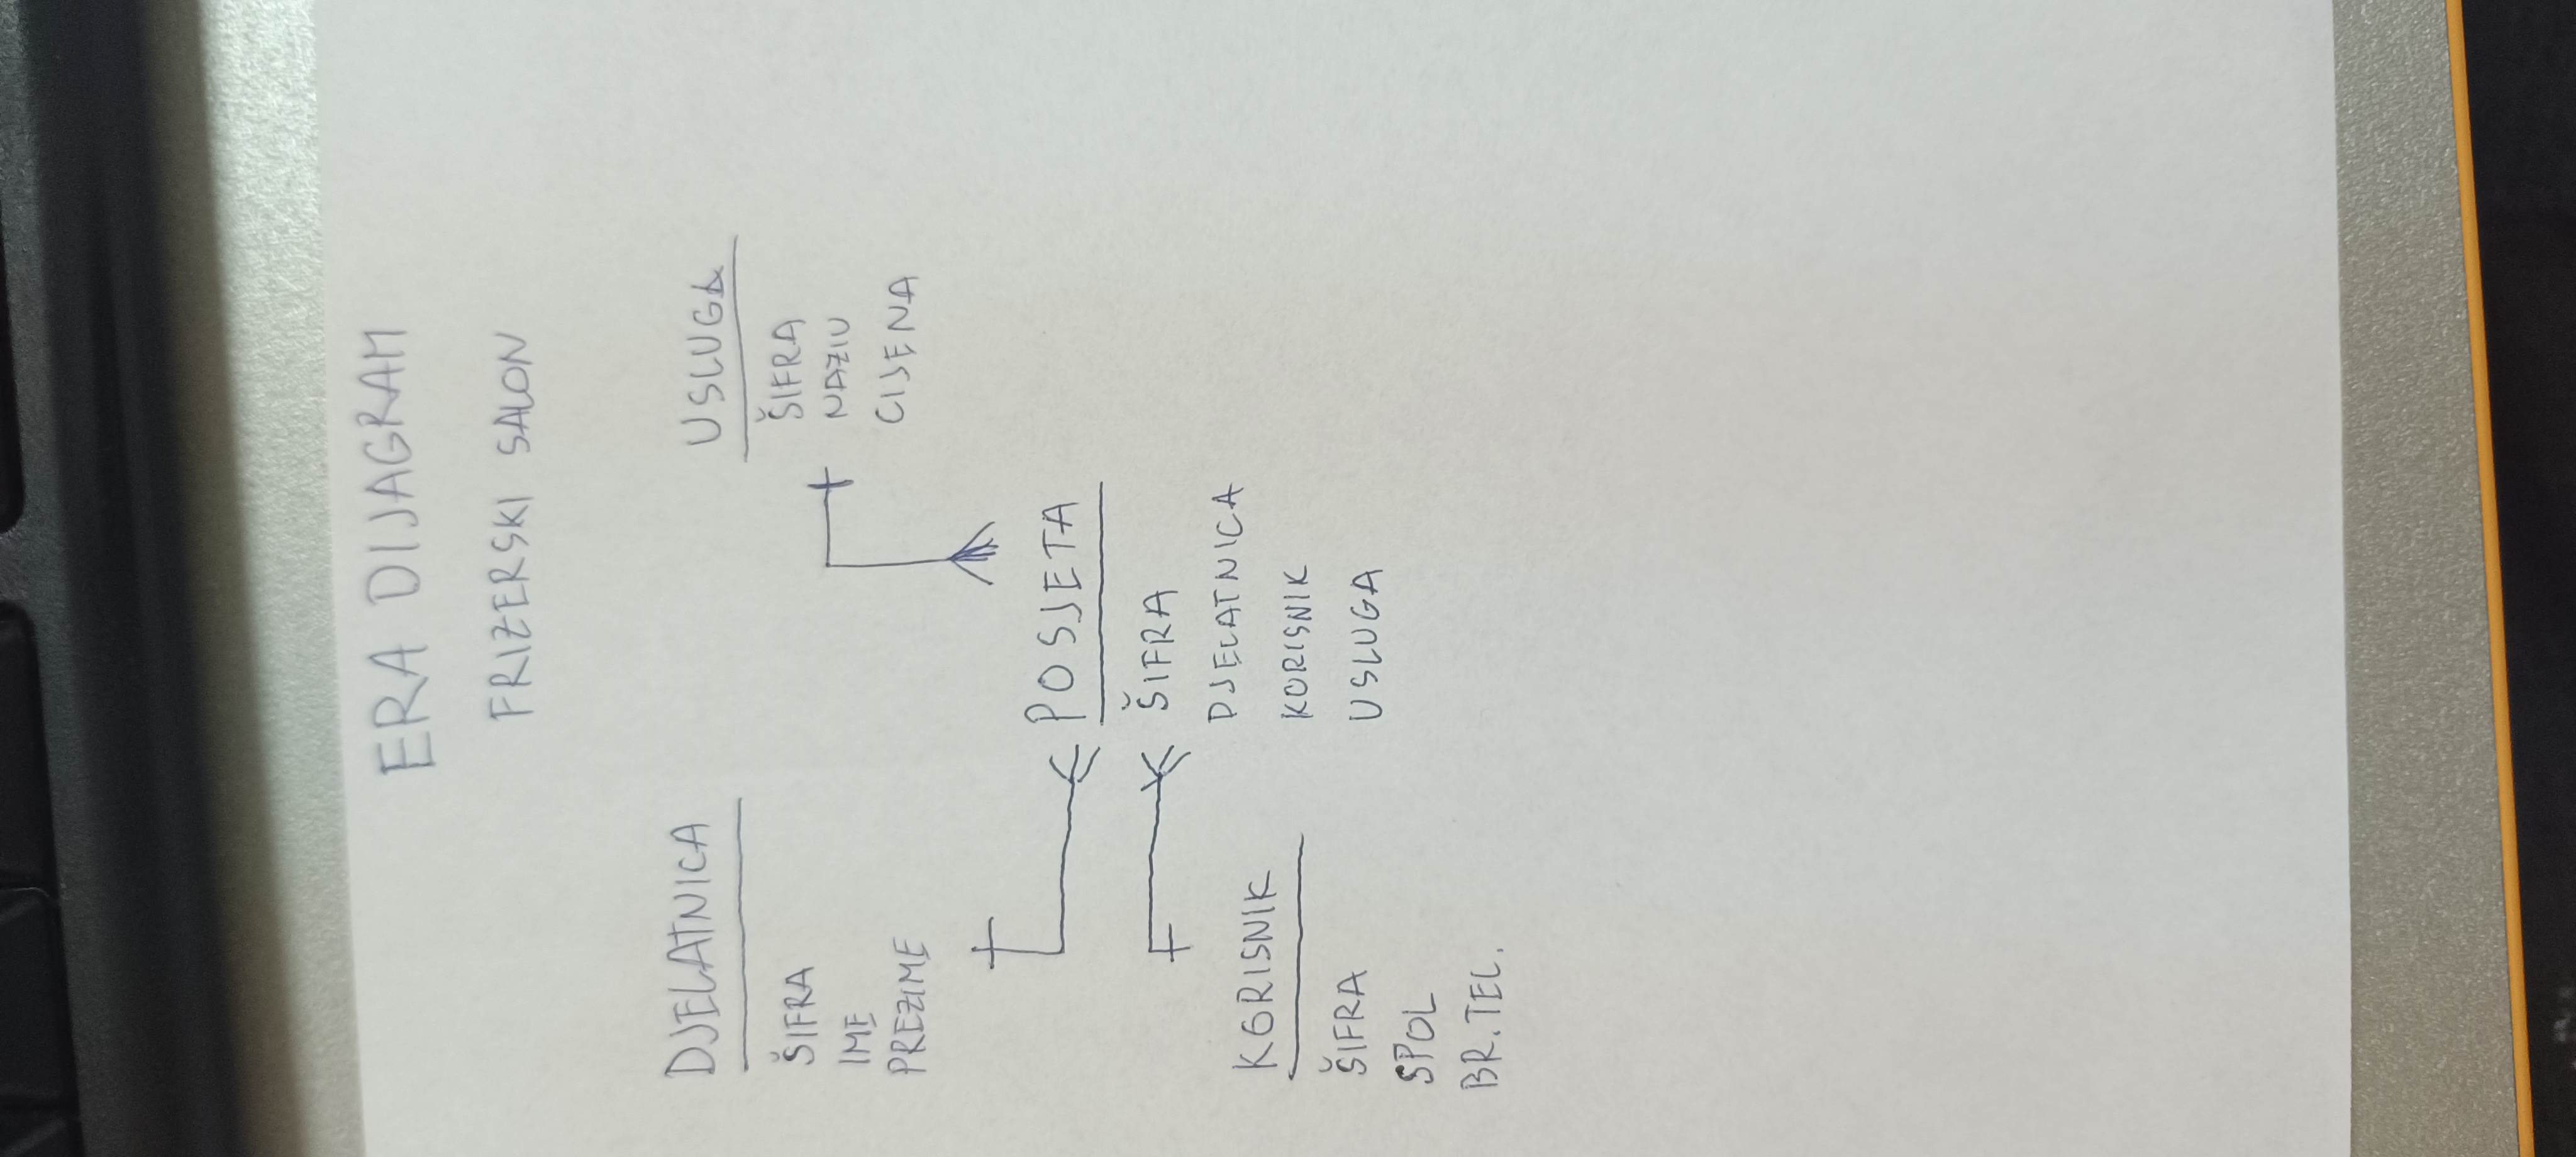 ERA DIJAGRAM
FRIZERSKI SALON
DJELATNICA
ŠIFRA
IME
PREZIME
USLUGA
ŠIFRA
NAZIV
CIJENA
POSJETA
ŠIFRA
DJELATNICA
KORISNIK
USLUGA
KORISNIK
ŠIFRA
SPOL
BR. TEL.